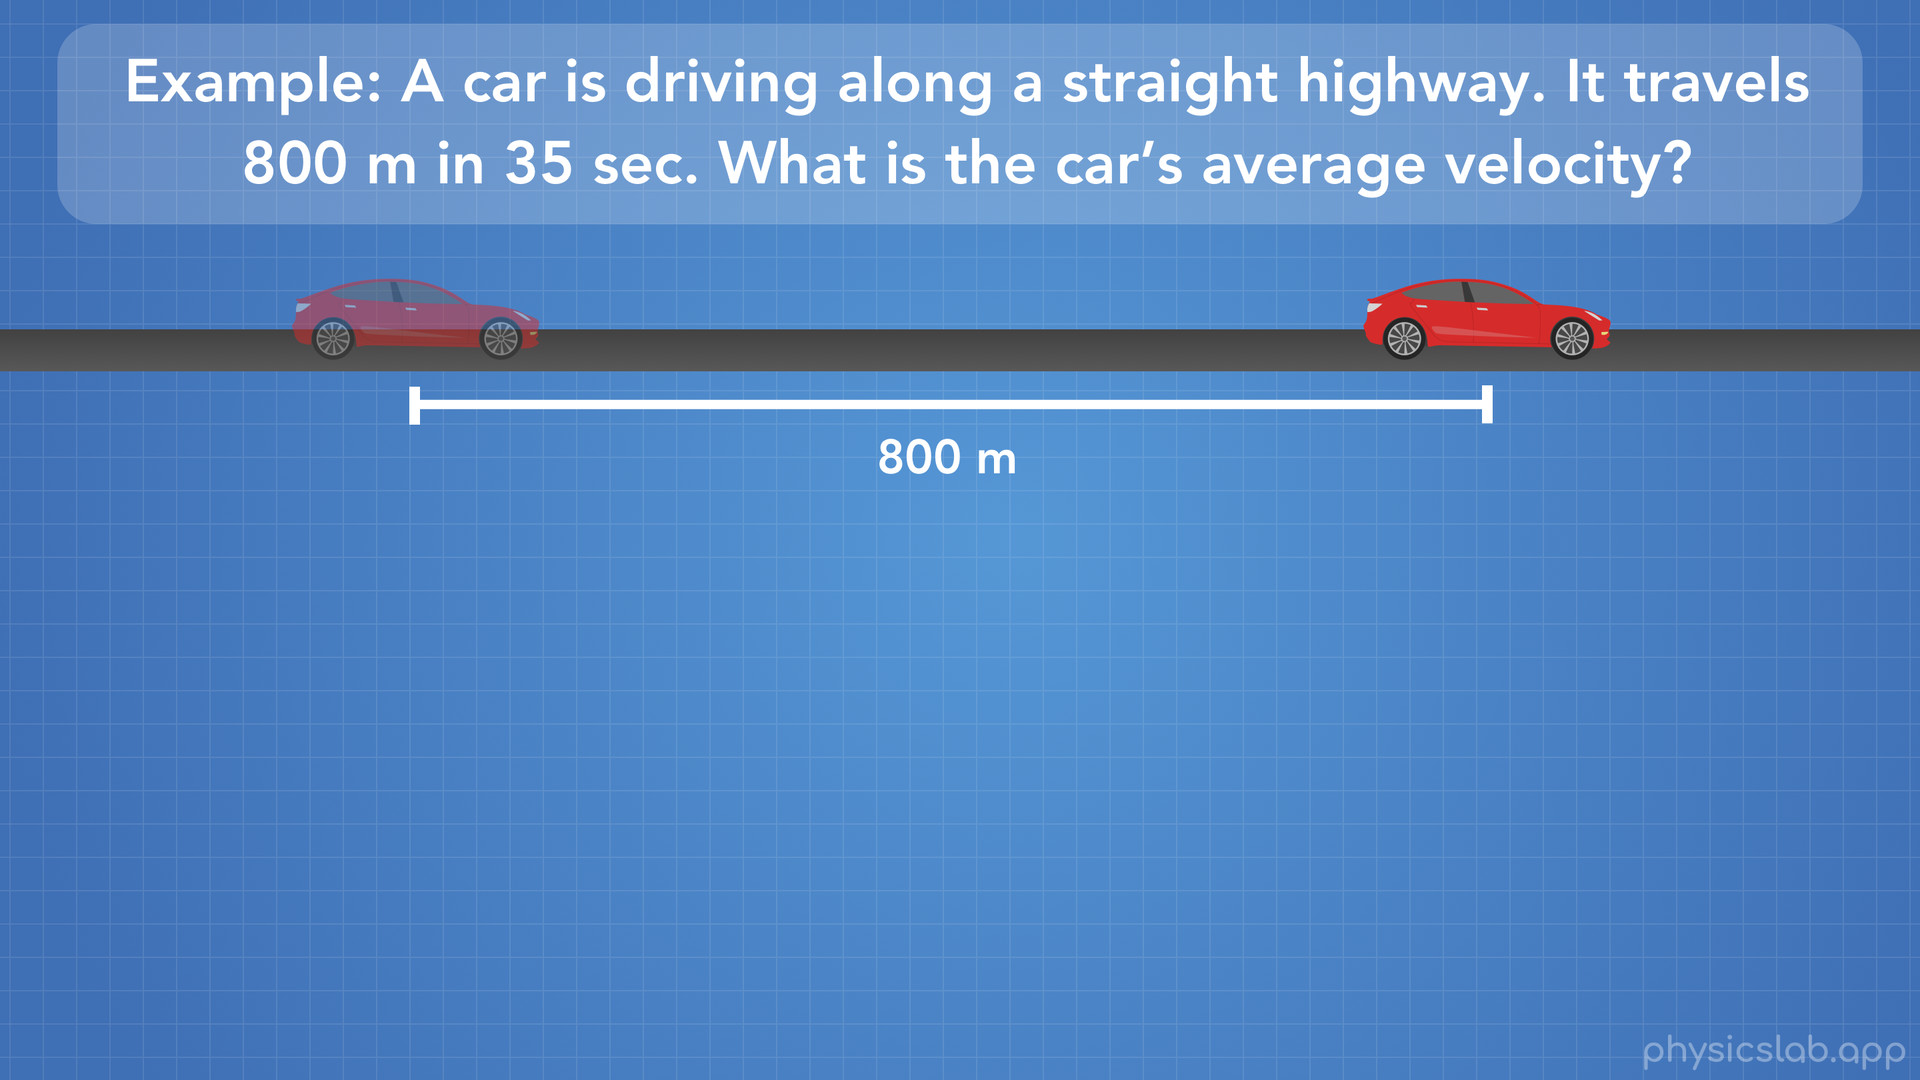 Example: A car is driving along a straight highway. It travels
800 m in 35 sec. What is the car’s average velocity?
800 m
physicslab.app